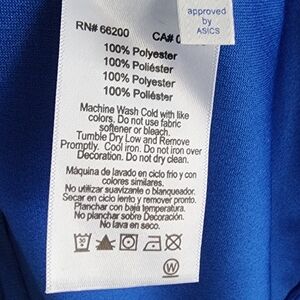 approved
by
ASICS
RN# 66200 CA# 0
100% Polyester
100% Poliéster
100% Polyester
100% Poliéster
Machine Wash Cold with like
colors. Do not use fabric
softener or bleach.
Tumble Dry Low and Remove
Promptly. Cool iron. Do not iron over
Decoration. Do not dry clean.
Máquina de lavado en ciclo frío y con
colores similares.
No utilizar suavizante o blanqueador.
Secar en ciclo lento y remover pronto.
Planchar con baja temperatura.
No planchar sobre Decoración.
No lava en seco.
W